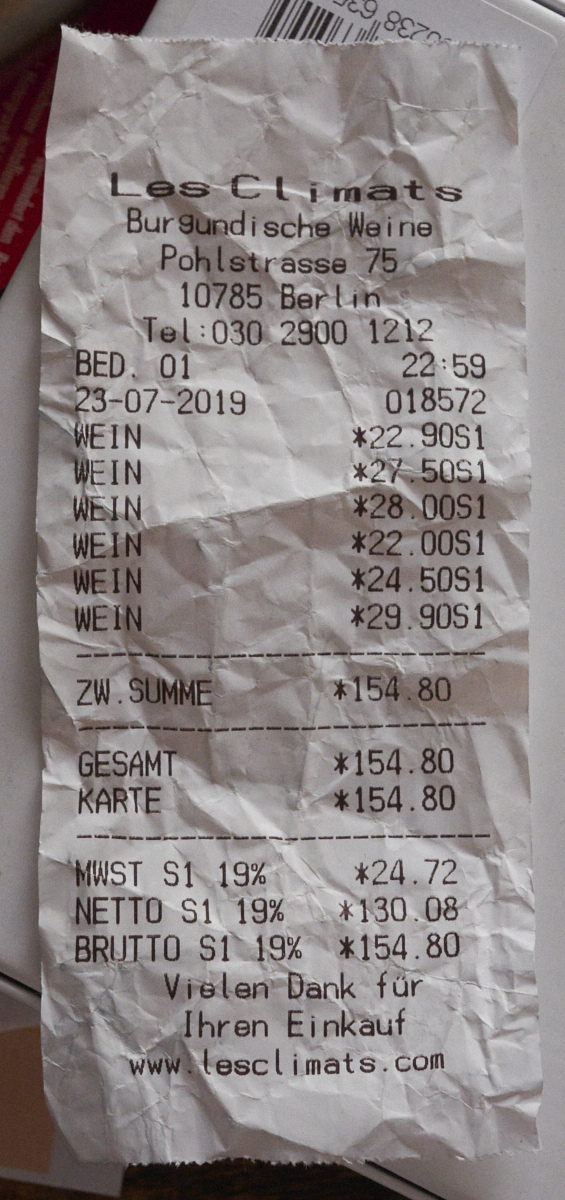 Les Climats
Burgundische Weine
Pohlstrasse 75
10785 Berlin
Tel:030 2900 1212
BED. 01 22:59
23-07-2019 018572
WEIN *22.90S1
WEIN *27.50S1
WEIN *28.00S1
WEIN *22.00S1
WEIN *24.50S1
WEIN *29.90S1
ZW.SUMME *154.80
GESAMT *154.80
KARTE *154.80
MWST S1 19% *24.72
NETTO S1 19% *130.08
BRUTTO S1 19% *154.80
Vielen Dank für
Ihren Einkauf
www.lesclimats.com